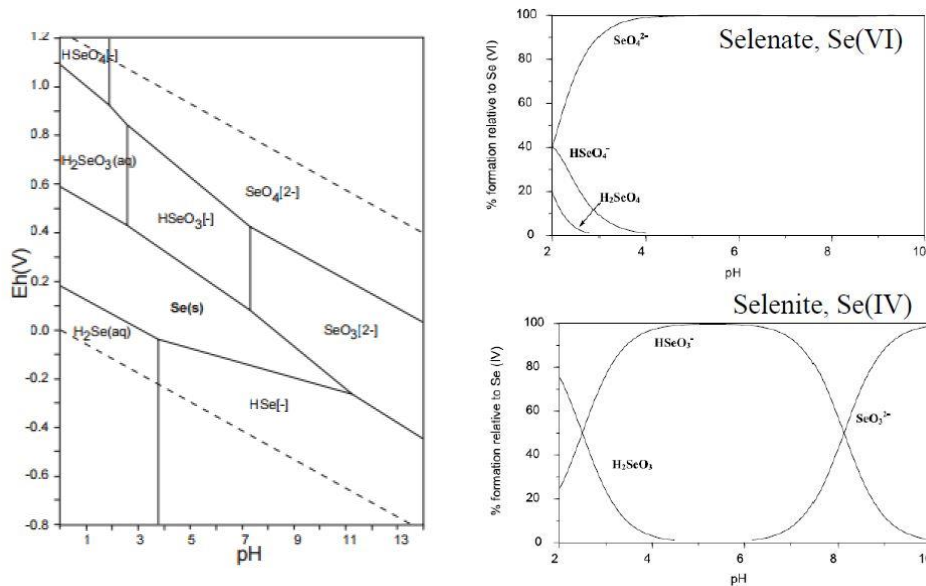 1.2
1.0
0.8
0.6
0.4
0.2
0.0
-0.2
-0.4
-0.6
-0.8
Eh(V)
HSeO₄[-]
H₂SeO₃(aq)
SeO₄[2-]
HSeO₃[-]
Se(s)
H₂Se(aq)
SeO₃[2-]
HSe[-]
1 3 5 7 9 11 13
pH
Selenate, Se(VI)
% formation relative to Se (VI)
100
80
60
40
20
0
SeO₄²⁻
HSeO₄⁻
H₂SeO₄
2 4 6 8 10
pH
Selenite, Se(IV)
% formation relative to Se (IV)
100
80
60
40
20
0
HSeO₃⁻
SeO₃²⁻
H₂SeO₃
2 4 6 8 10
pH